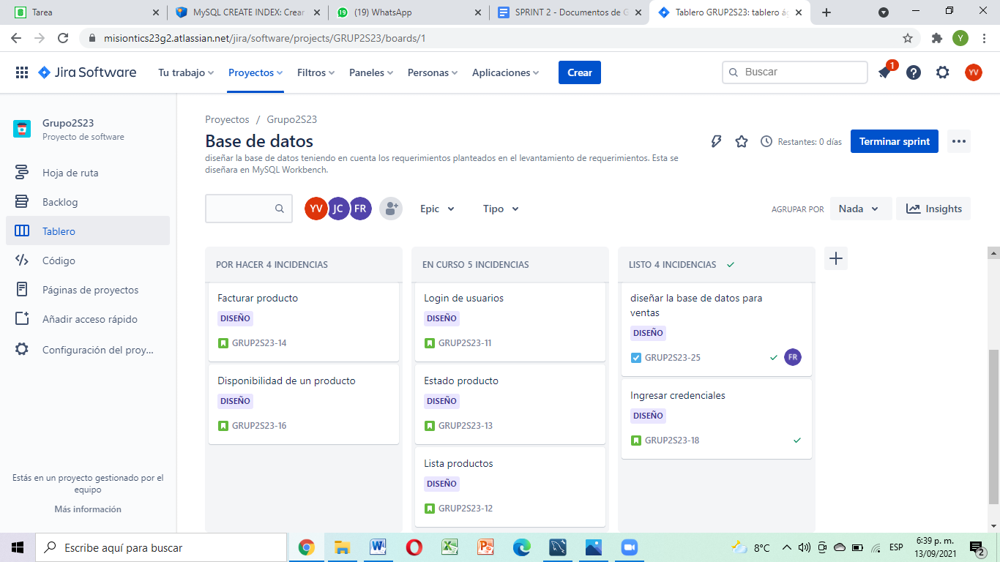 Tarea
MySQL CREATE INDEX: Crear
(19) WhatsApp
SPRINT 2 - Documentos de G
Tablero GRUP2S23: tablero ág
misiontics23g2.atlassian.net/jira/software/projects/GRUP2S23/boards/1
Y
Jira Software
Tu trabajo
Proyectos
Filtros
Paneles
Personas
Aplicaciones
Crear
Buscar
1
YV
Grupo2S23
Proyecto de software
Hoja de ruta
Backlog
Tablero
Código
Páginas de proyectos
Añadir acceso rápido
Configuración del proy...
Estás en un proyecto gestionado por el
equipo
Más información
Proyectos / Grupo2S23
Base de datos
diseñar la base de datos teniendo en cuenta los requerimientos planteados en el levantamiento de requerimientos. Esta se
diseñara en MySQL Workbench.
Restantes: 0 días
Terminar sprint
YV
JC
FR
Epic
Tipo
AGRUPAR POR
Nada
Insights
POR HACER 4 INCIDENCIAS
Facturar producto
DISEÑO
GRUP2S23-14
Disponibilidad de un producto
DISEÑO
GRUP2S23-16
EN CURSO 5 INCIDENCIAS
Login de usuarios
DISEÑO
GRUP2S23-11
Estado producto
DISEÑO
GRUP2S23-13
Lista productos
DISEÑO
GRUP2S23-12
LISTO 4 INCIDENCIAS
diseñar la base de datos para
ventas
DISEÑO
GRUP2S23-25
FR
Ingresar credenciales
DISEÑO
GRUP2S23-18
Escribe aquí para buscar
8°C
ESP
6:39 p. m.
13/09/2021
2